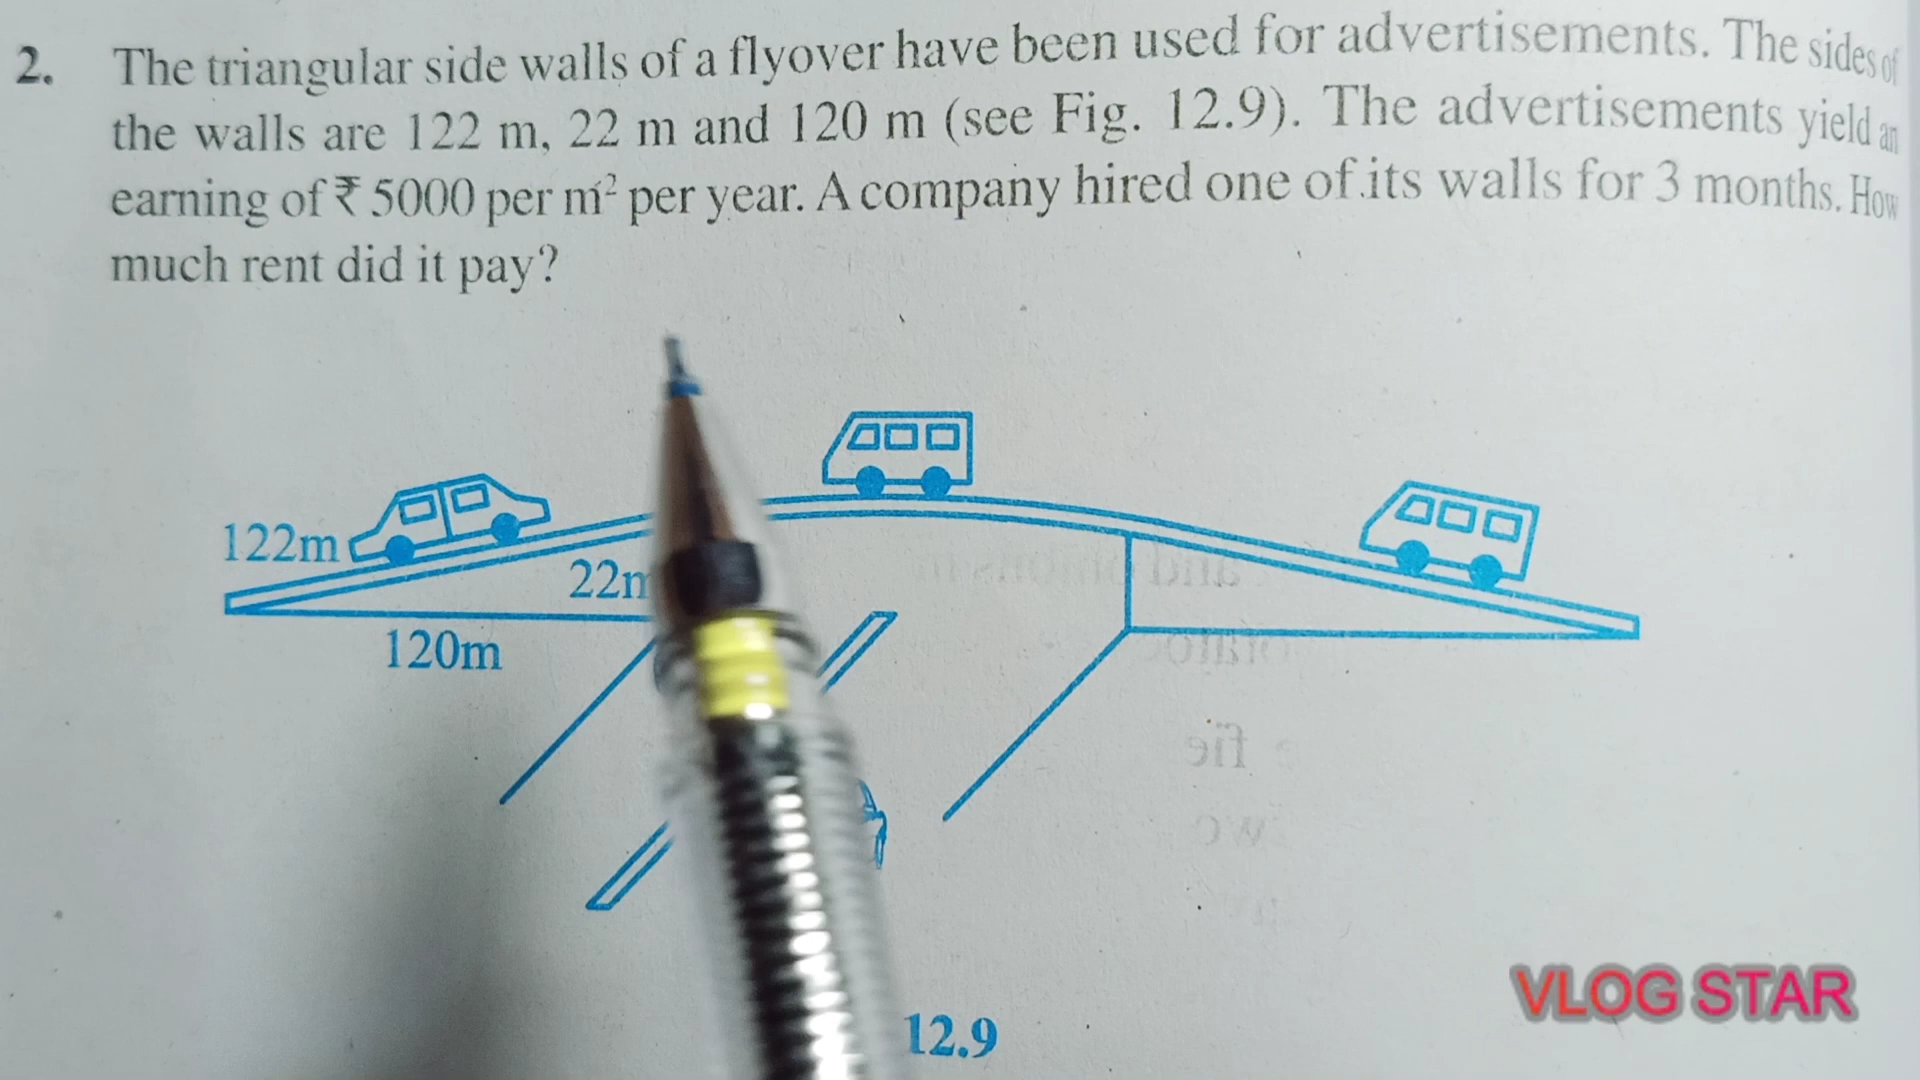 2. The triangular side walls of a flyover have been used for advertisements. The sides of
the walls are 122 m, 22 m and 120 m (see Fig. 12.9). The advertisements yield an
earning of ₹ 5000 per m² per year. A company hired one of its walls for 3 months. How
much rent did it pay?
122m
22m
120m
12.9
VLOG STAR